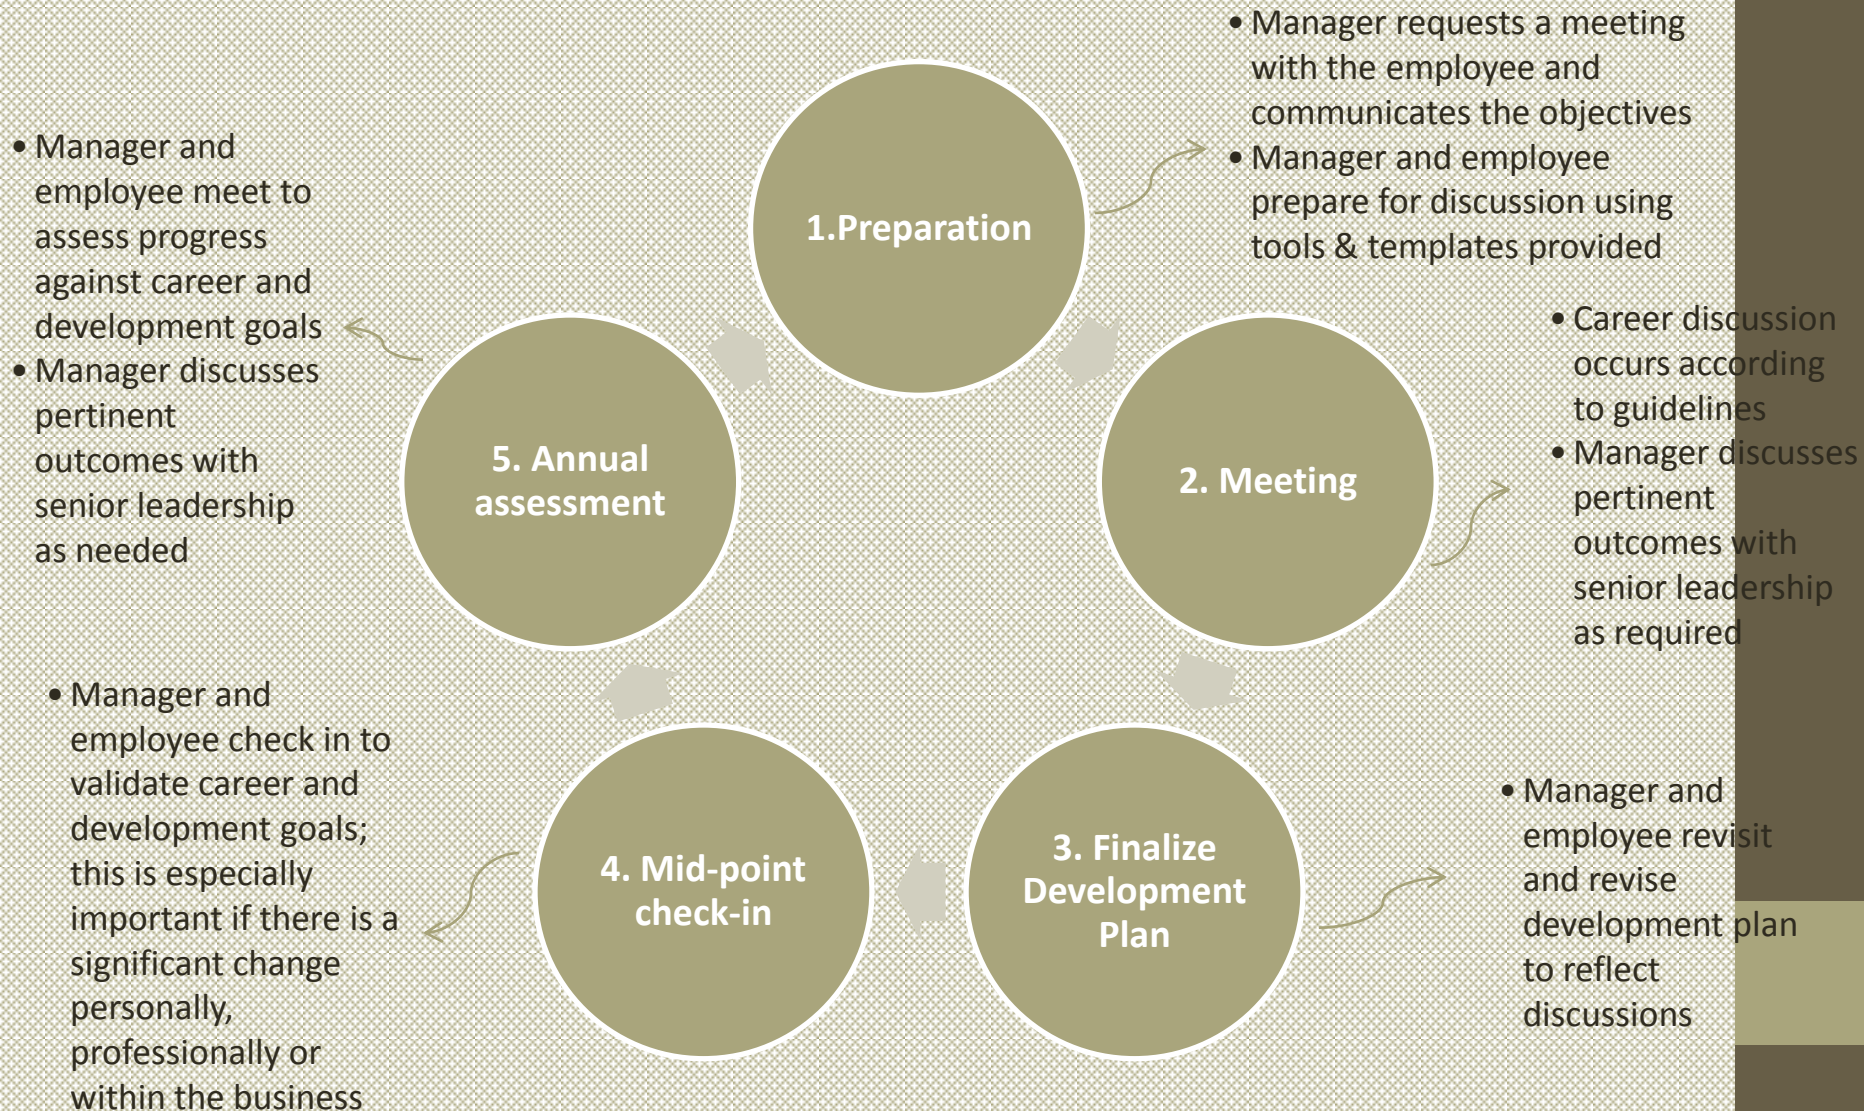 1.Preparation
• Manager requests a meeting
with the employee and
communicates the objectives
• Manager and employee
prepare for discussion using
tools & templates provided
2. Meeting
• Career discussion
occurs according
to guidelines
• Manager discusses
pertinent
outcomes with
senior leadership
as required
3. Finalize
Development
Plan
• Manager and
employee revisit
and revise
development plan
to reflect
discussions
4. Mid-point
check-in
• Manager and
employee check in to
validate career and
development goals;
this is especially
important if there is a
significant change
personally,
professionally or
within the business
5. Annual
assessment
• Manager and
employee meet to
assess progress
against career and
development goals
• Manager discusses
pertinent
outcomes with
senior leadership
as needed